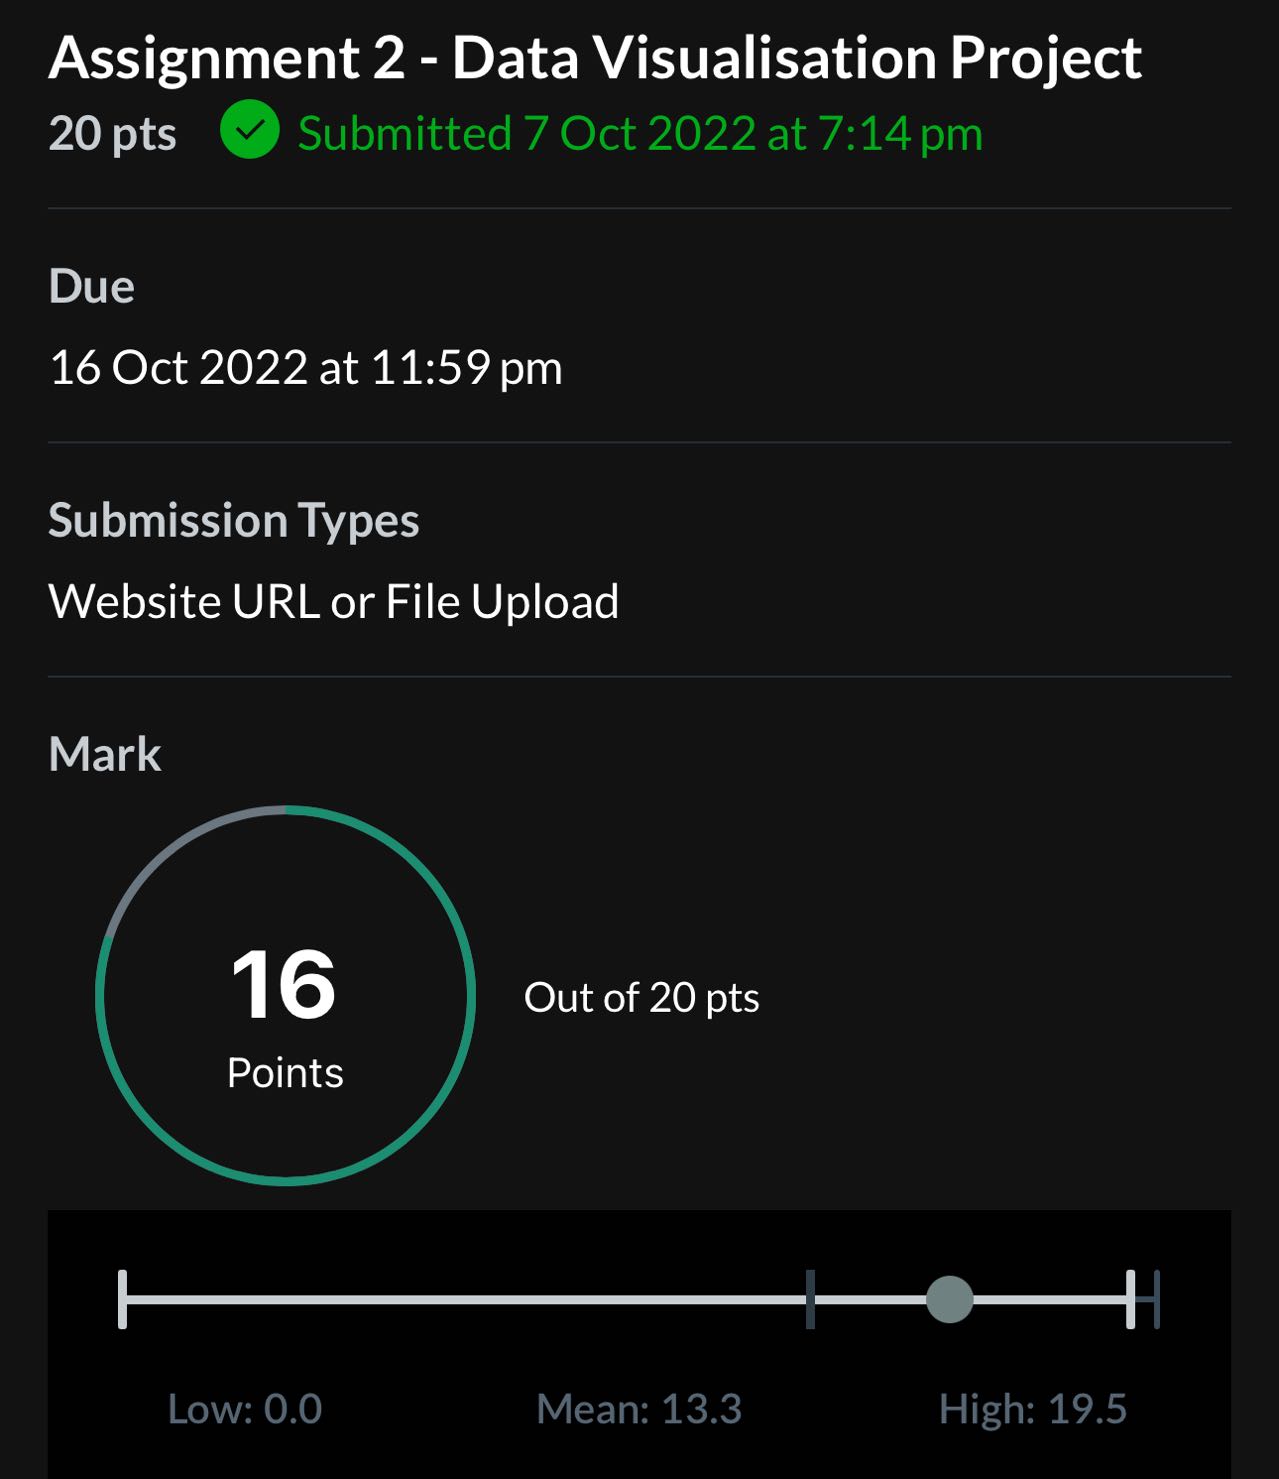 Assignment 2 - Data Visualisation Project
20 pts Submitted 7 Oct 2022 at 7:14 pm
Due
16 Oct 2022 at 11:59 pm
Submission Types
Website URL or File Upload
Mark
16
Points
Out of 20 pts
Low: 0.0 Mean: 13.3 High: 19.5